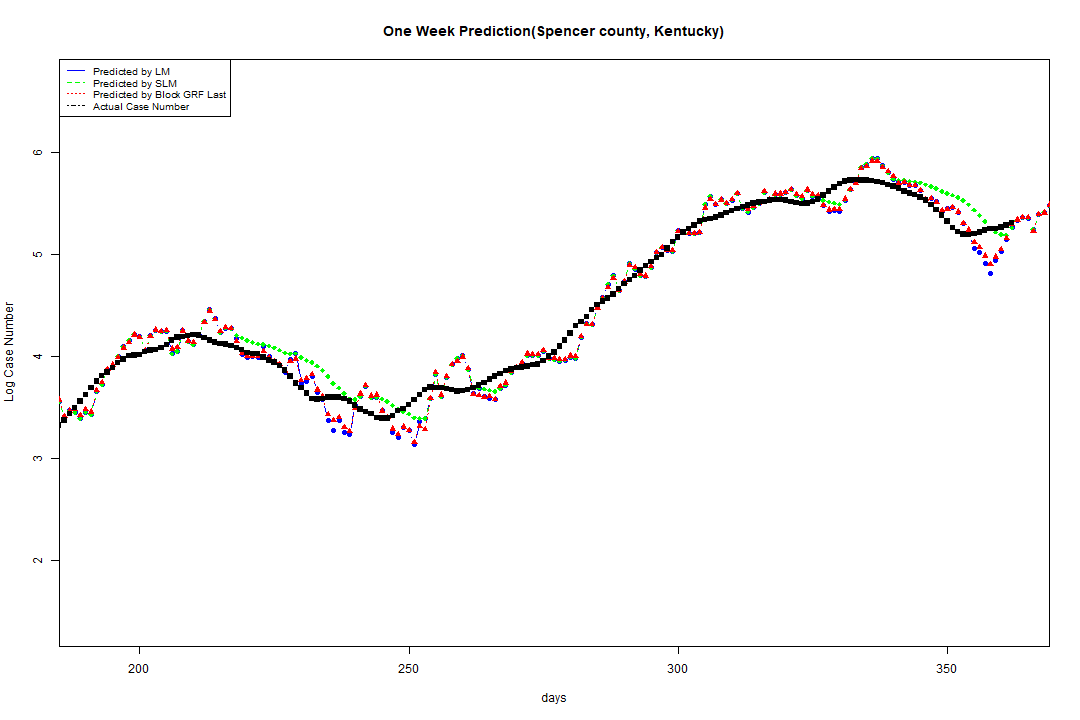 One Week Prediction(Spencer county, Kentucky)
Predicted by LM
Predicted by SLM
Predicted by Block GRF Last
Actual Case Number
6
5
4
3
2
Log Case Number
200 250 300 350
days